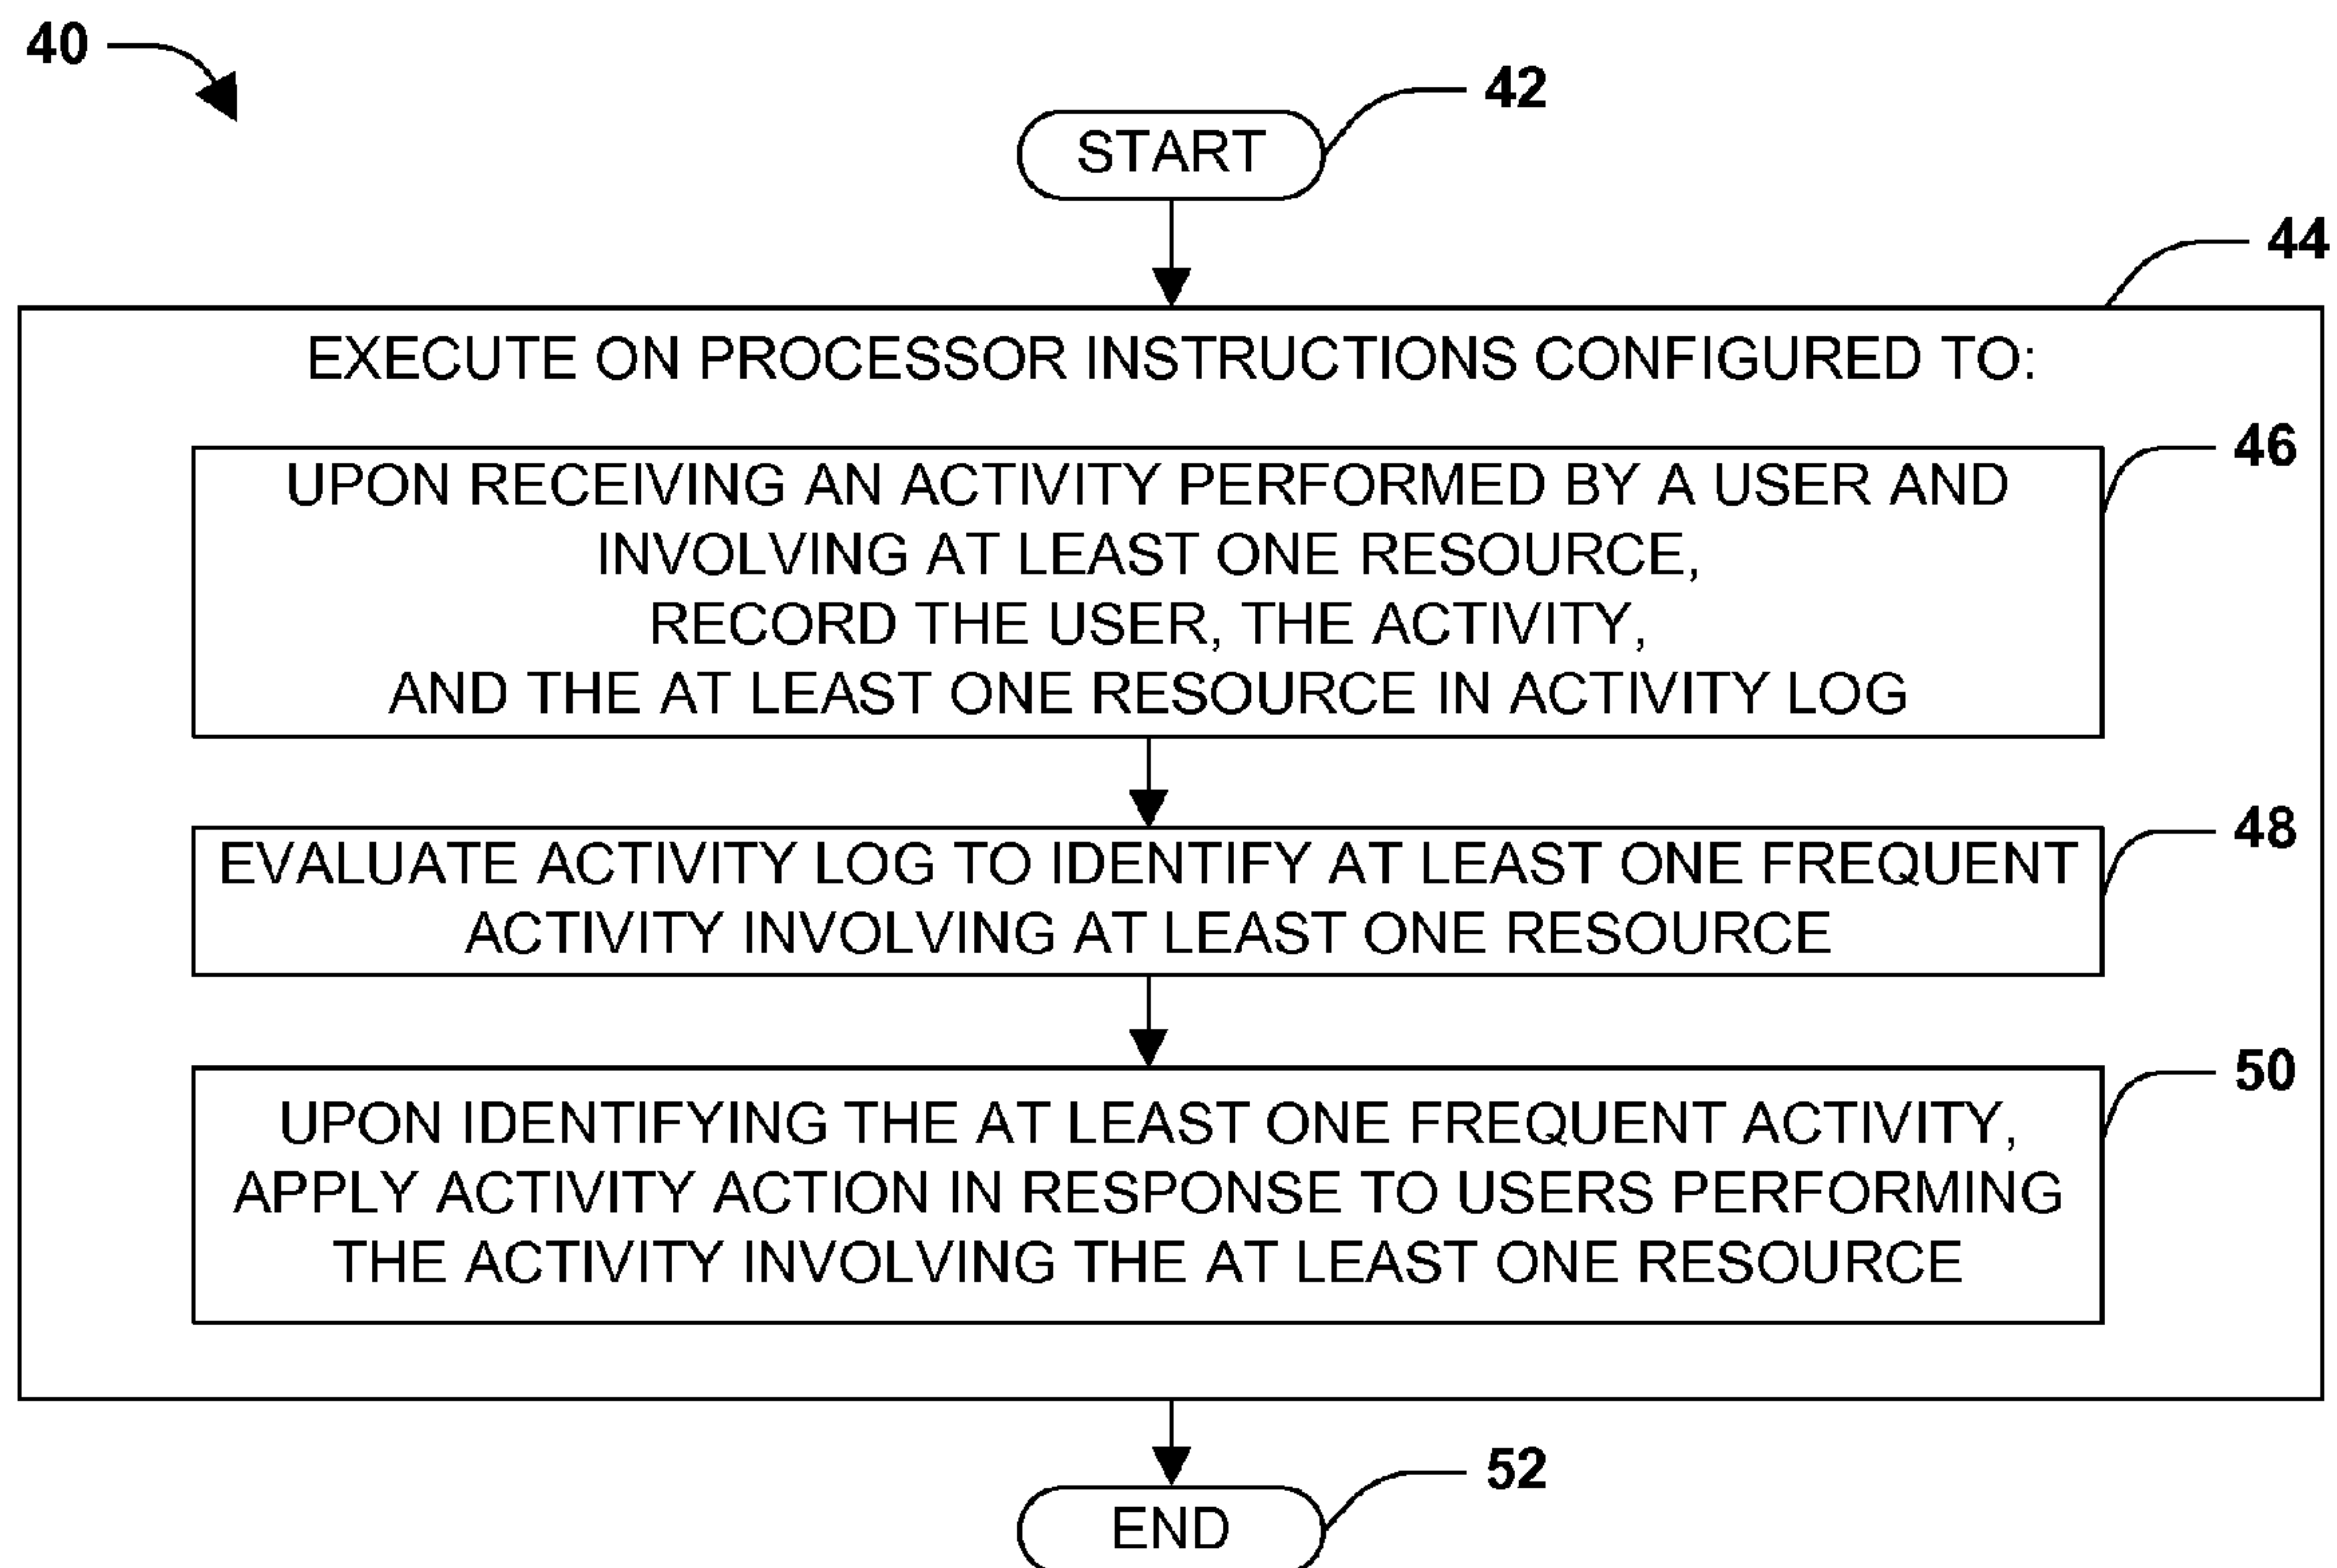 40
42
START
44
EXECUTE ON PROCESSOR INSTRUCTIONS CONFIGURED TO:
46
UPON RECEIVING AN ACTIVITY PERFORMED BY A USER AND
INVOLVING AT LEAST ONE RESOURCE,
RECORD THE USER, THE ACTIVITY,
AND THE AT LEAST ONE RESOURCE IN ACTIVITY LOG
48
EVALUATE ACTIVITY LOG TO IDENTIFY AT LEAST ONE FREQUENT
ACTIVITY INVOLVING AT LEAST ONE RESOURCE
50
UPON IDENTIFYING THE AT LEAST ONE FREQUENT ACTIVITY,
APPLY ACTIVITY ACTION IN RESPONSE TO USERS PERFORMING
THE ACTIVITY INVOLVING THE AT LEAST ONE RESOURCE
52
END